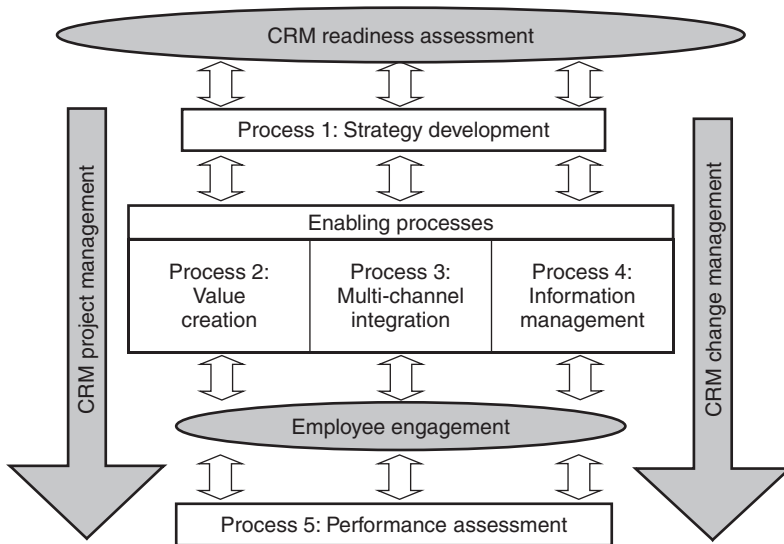 CRM readiness assessment
Process 1: Strategy development
CRM project management
CRM change management
Enabling processes
Process 2:
Value
creation
Process 3:
Multi-channel
integration
Process 4:
Information
management
Employee engagement
Process 5: Performance assessment